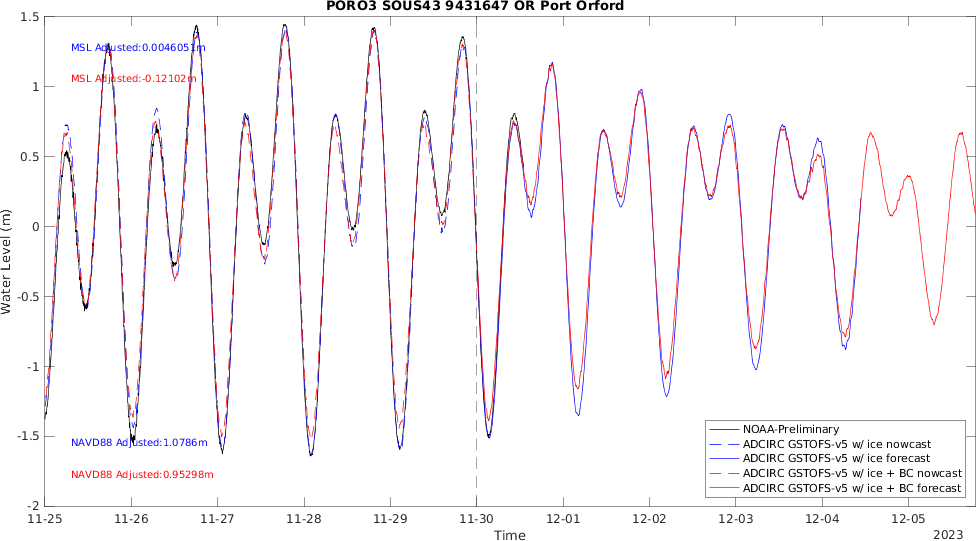 PORO3 SOUS43 9431647 OR Port Orford
1.5
1
0.5
0
-0.5
-1
-1.5
-2
Water Level (m)
MSL Adjusted:0.0046051m
MSL Adjusted:-0.12102m
NAVD88 Adjusted:1.0786m
NAVD88 Adjusted:0.95298m
NOAA-Preliminary
ADCIRC GSTOFS-v5 w/ ice nowcast
ADCIRC GSTOFS-v5 w/ ice forecast
ADCIRC GSTOFS-v5 w/ ice + BC nowcast
ADCIRC GSTOFS-v5 w/ ice + BC forecast
11-25 11-26 11-27 11-28 11-29 11-30 12-01 12-02 12-03 12-04 12-05
Time
2023